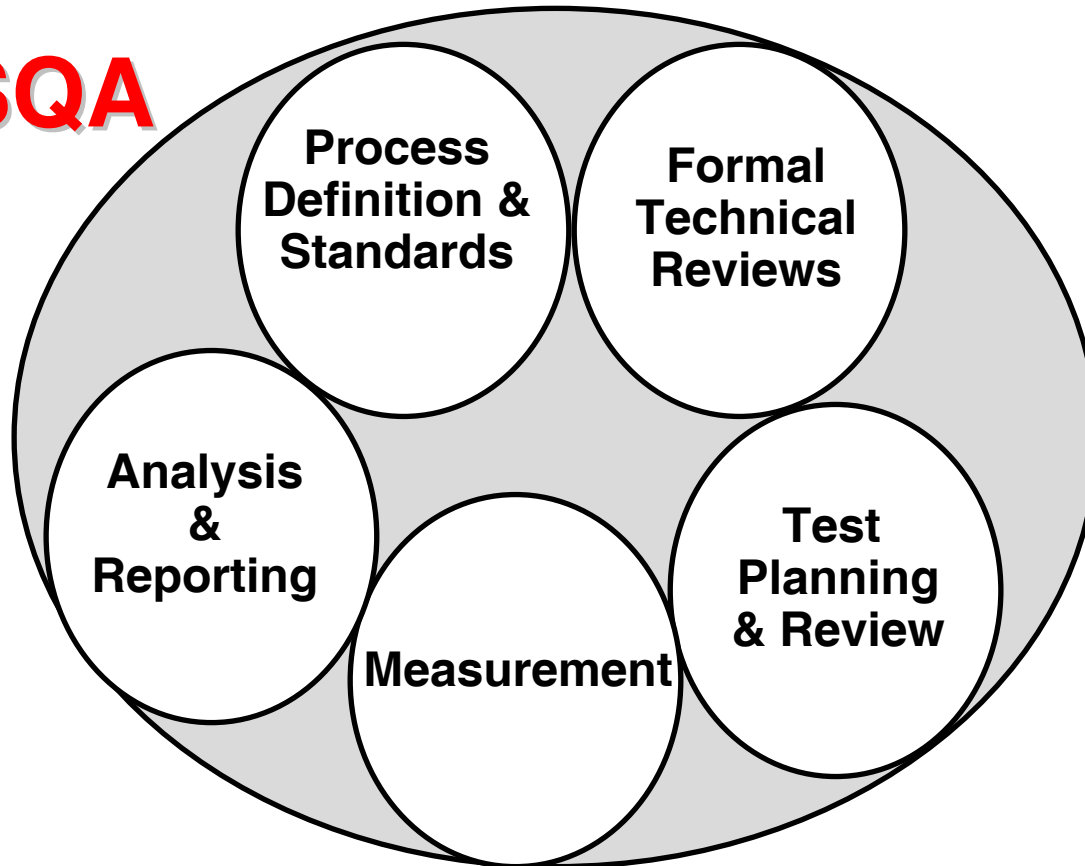 SQA
Process
Definition &
Standards
Formal
Technical
Reviews
Analysis
&
Reporting
Measurement
Test
Planning
& Review